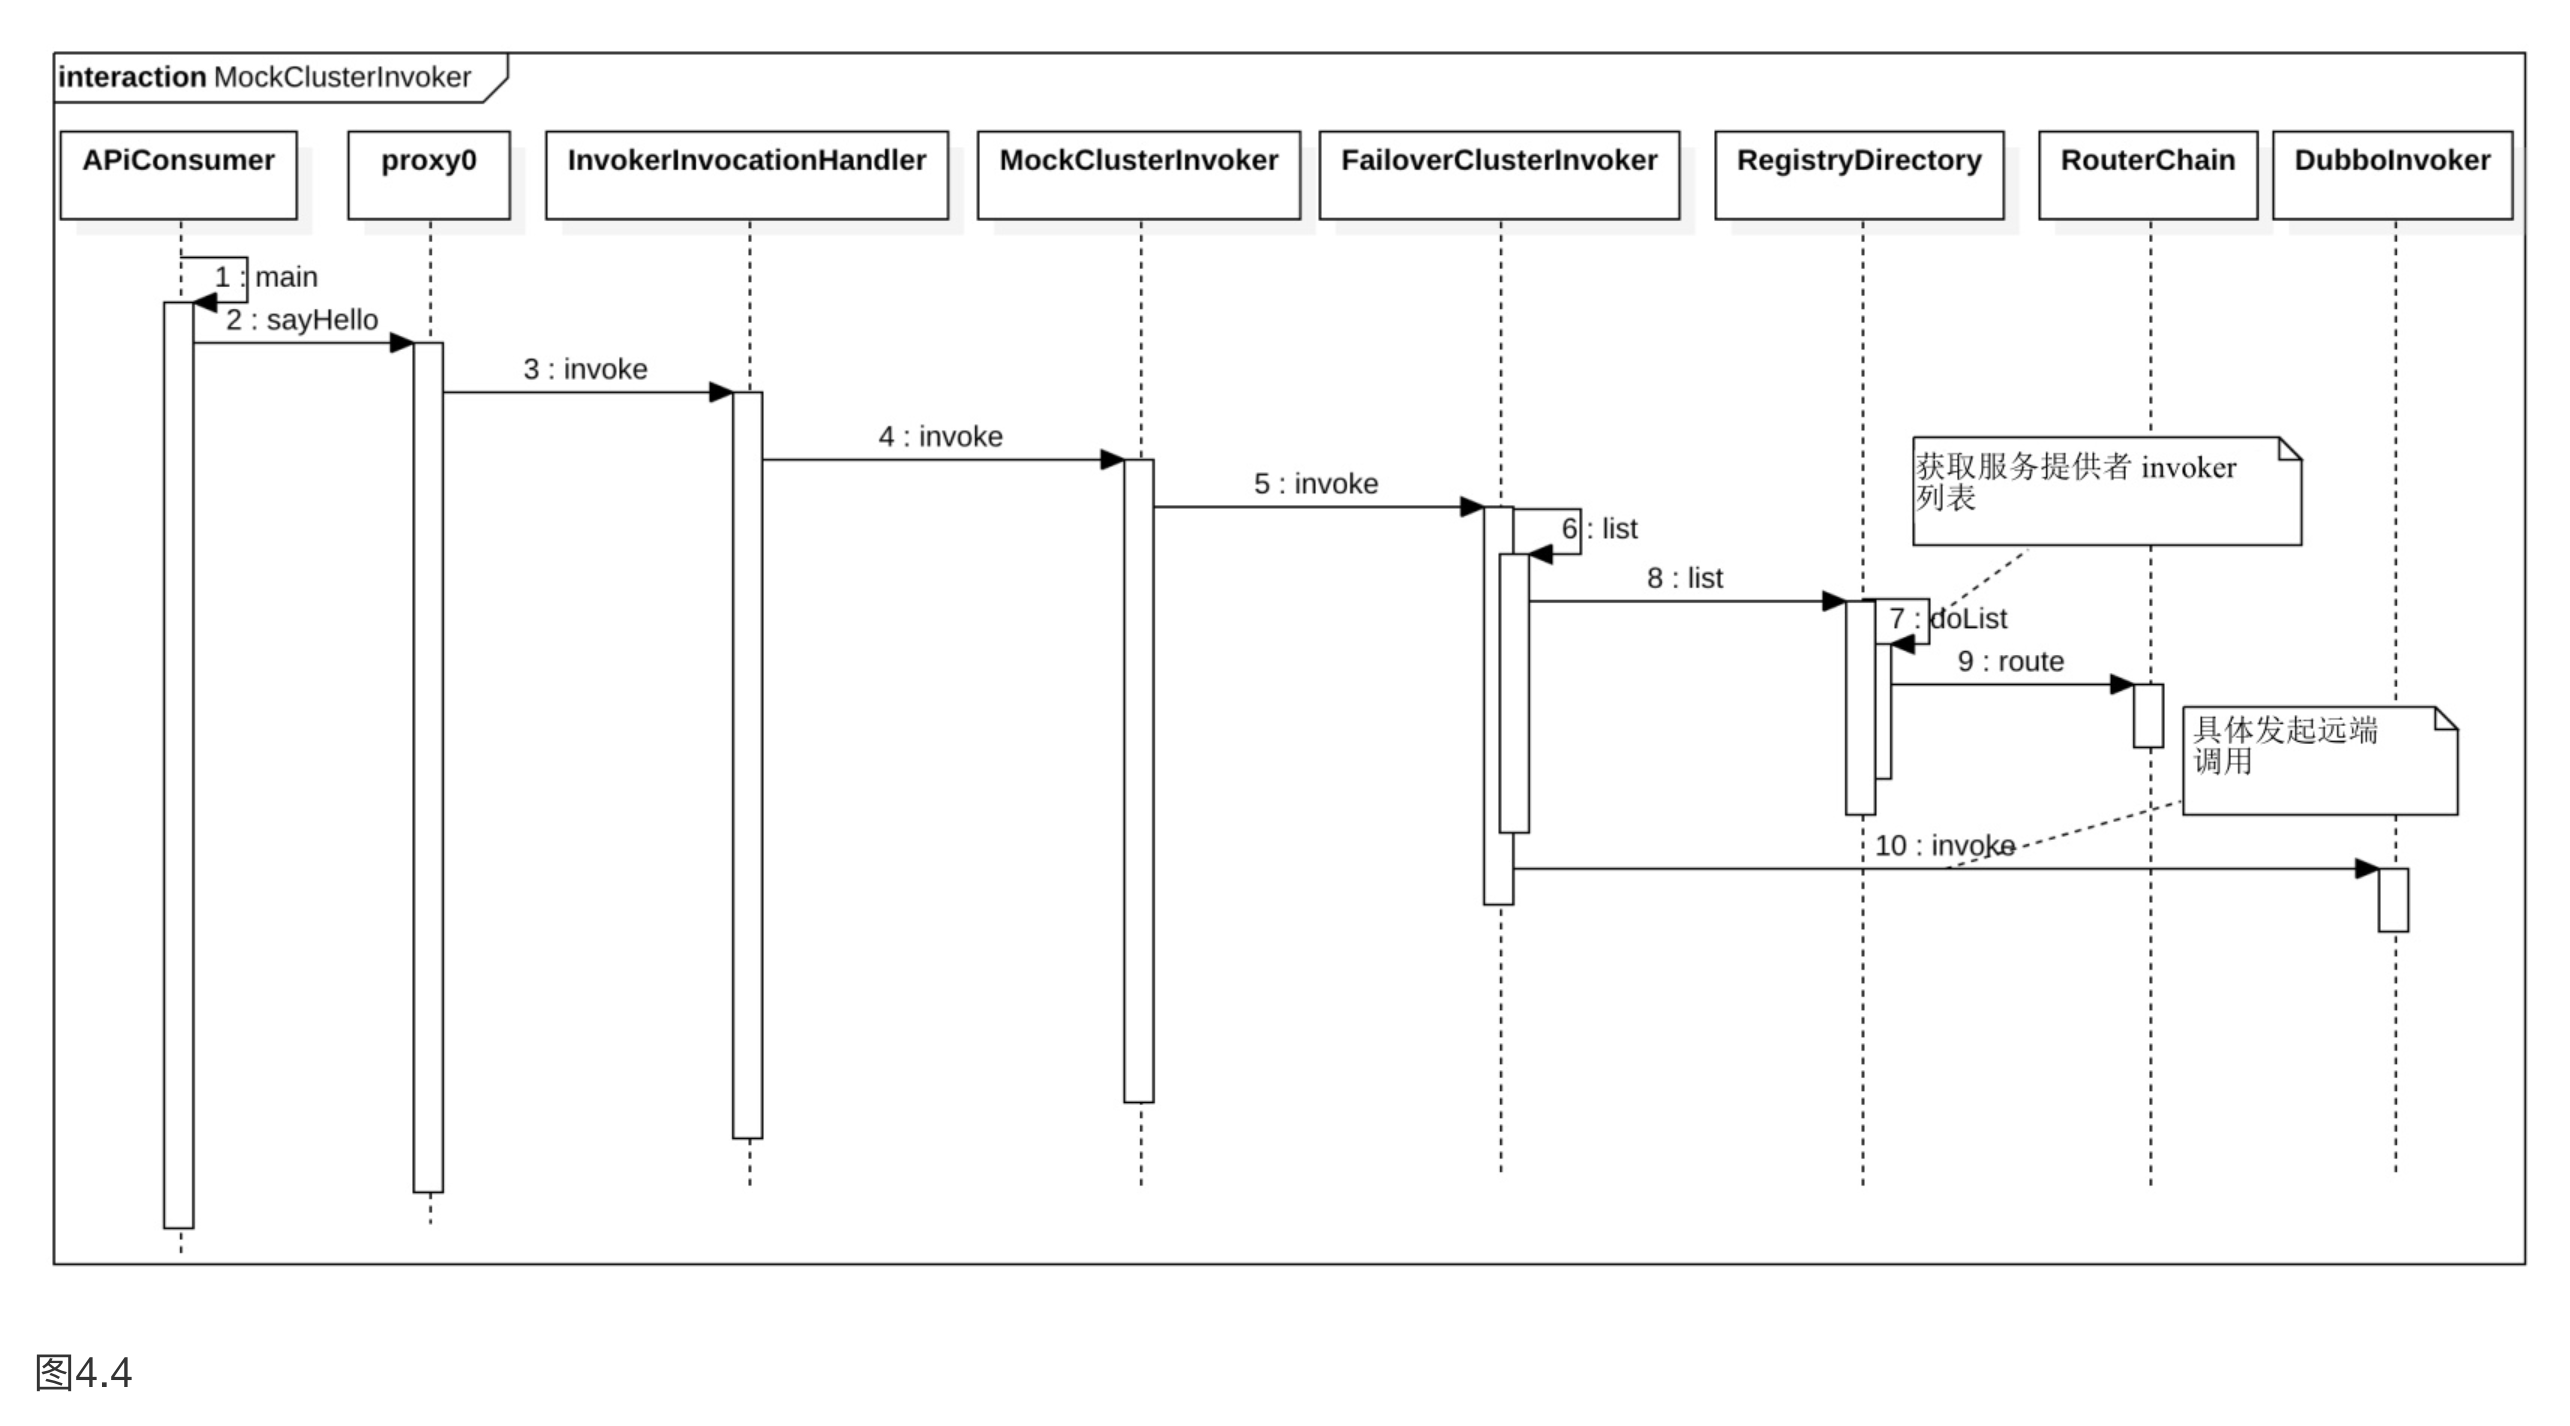 interaction MockClusterInvoker
APiConsumer
proxy0
InvokerInvocationHandler
MockClusterInvoker
FailoverClusterInvoker
RegistryDirectory
RouterChain
DubboInvoker
1 : main
2 : sayHello
3 : invoke
4 : invoke
获取服务提供者 invoker
列表
5 : invoke
6 : list
8 : list
7 : doList
9 : route
具体发起远端
调用
10 : invoke
图4.4